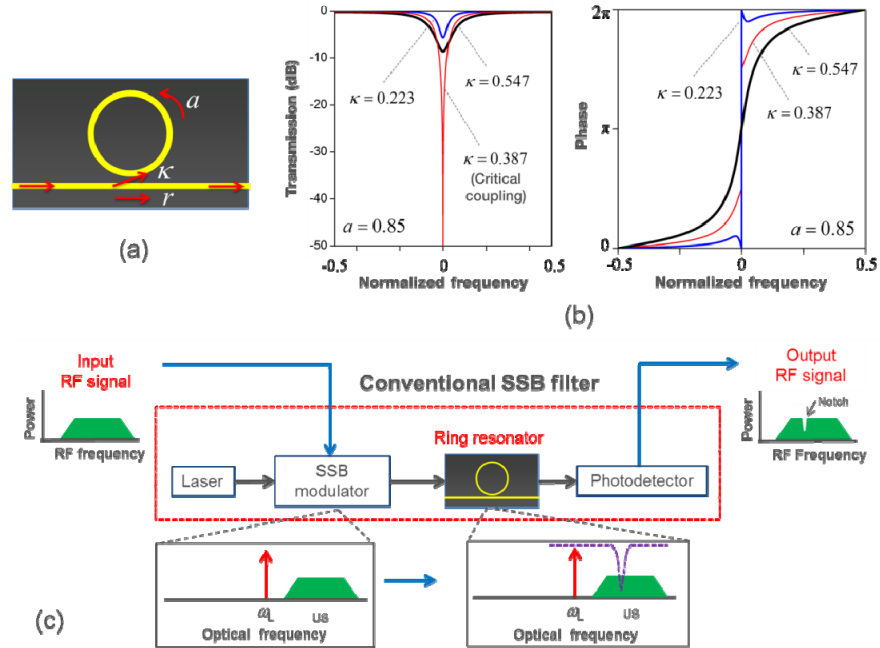 a
κ
r
(a)
Transmission (dB)
0
-10
-20
-30
-40
-50
κ = 0.223
κ = 0.547
κ = 0.387
(Critical
coupling)
a = 0.85
-0.5
0
0.5
Normalized frequency
Phase
2π
π
0
κ = 0.223
κ = 0.547
κ = 0.387
a = 0.85
-0.5
0
0.5
Normalized frequency
(b)
Input
RF signal
Power
RF frequency
Conventional SSB filter
Laser
SSB
modulator
Ring resonator
Photodetector
Output
RF signal
Power
Notch
RF Frequency
(c)
ωL
US
Optical frequency
ωL
US
Optical frequency